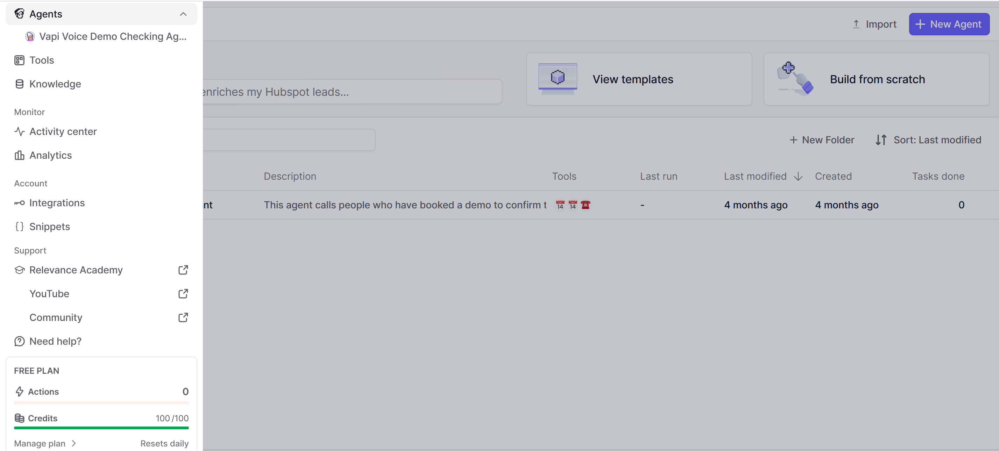 Agents
Vapi Voice Demo Checking Ag...
Tools
Knowledge
Monitor
Activity center
Analytics
Account
Integrations
Snippets
Support
Relevance Academy
YouTube
Community
Need help?
FREE PLAN
Actions 0
Credits 100/100
Manage plan Resets daily
Import
New Agent
enriches my Hubspot leads...
View templates
Build from scratch
New Folder
Sort: Last modified
Description Tools Last run Last modified Created Tasks done
nt This agent calls people who have booked a demo to confirm t - 4 months ago 4 months ago 0